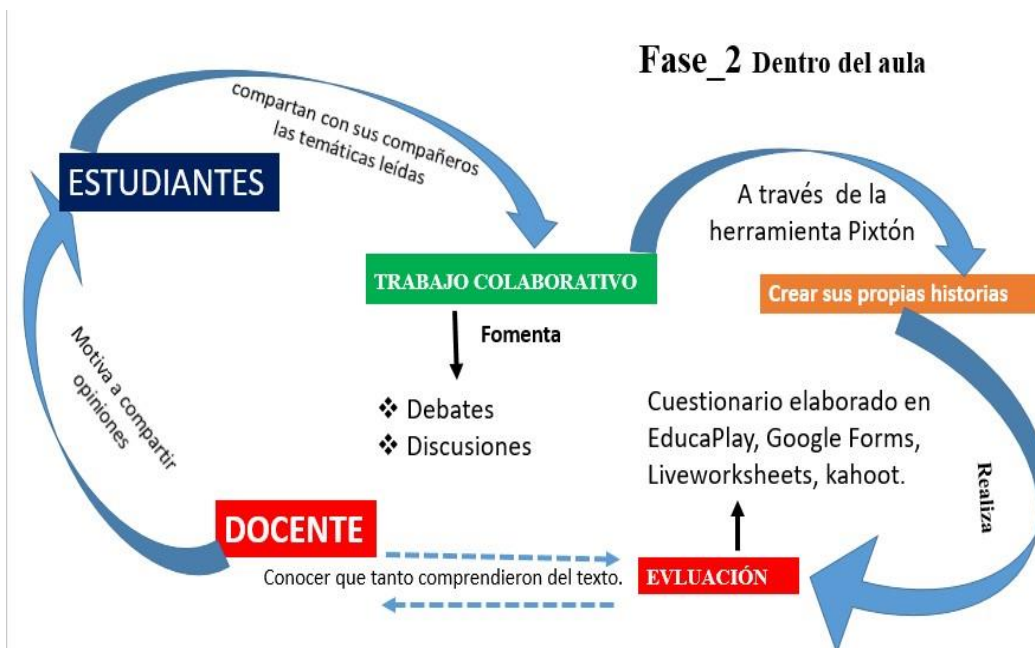 Fase_2 Dentro del aula
compartan con sus compañeros
las temáticas leídas
ESTUDIANTES
A través de la
herramienta Pixtón
TRABAJO COLABORATIVO
Crear sus propias historias
Fomenta
Motiva a compartir
opiniones
❖ Debates
❖ Discusiones
Cuestionario elaborado en
EducaPlay, Google Forms,
Liveworksheets, kahoot.
Realiza
DOCENTE
Conocer que tanto comprendieron del texto.
EVLUACIÓN